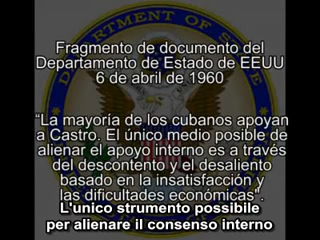 DEPARTMENT OF STATE
Fragmento de documento del
Departamento de Estado de EEUU
6 de abril de 1960
“La mayoría de los cubanos apoyan
a Castro. El único medio posible de
alienar el apoyo interno es a través
del descontento y el desaliento
basado en la insatisfacción y
las dificultades económicas”.
L'unico strumento possibile
per alienare il consenso interno